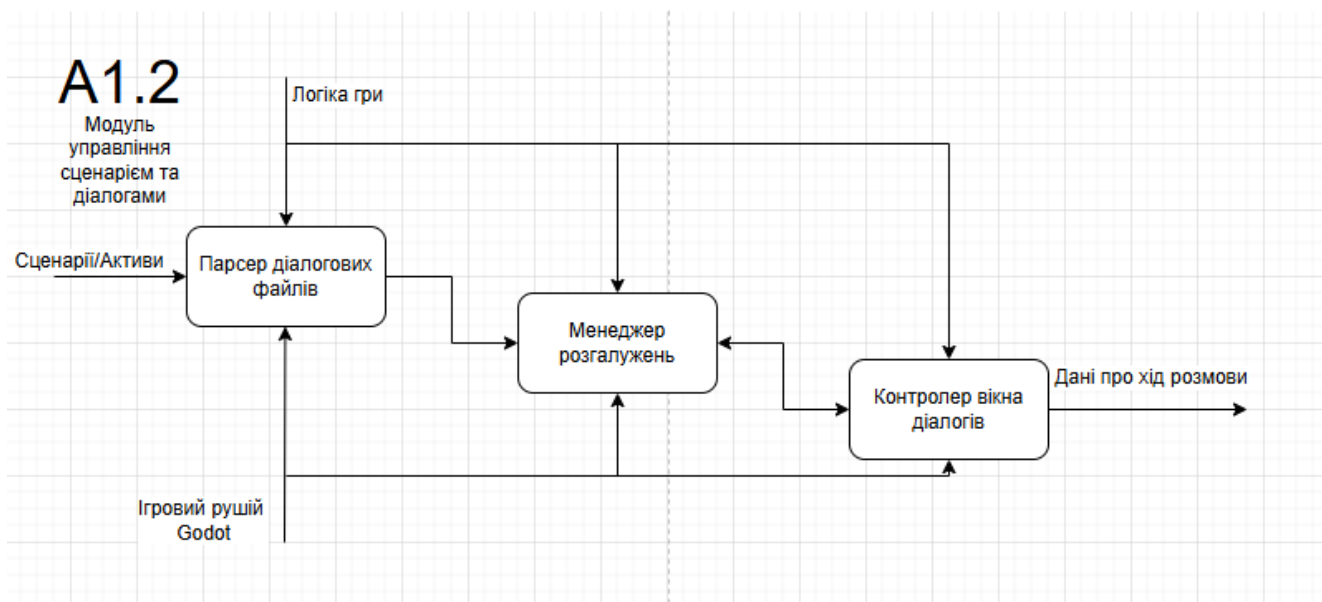 A1.2
Модуль
управління
сценарієм та
діалогами
Логіка гри
Сценарії/Активи
Парсер діалогових
файлів
Менеджер
розгалужень
Контролер вікна
діалогів
Дані про хід розмови
Ігровий рушій
Godot